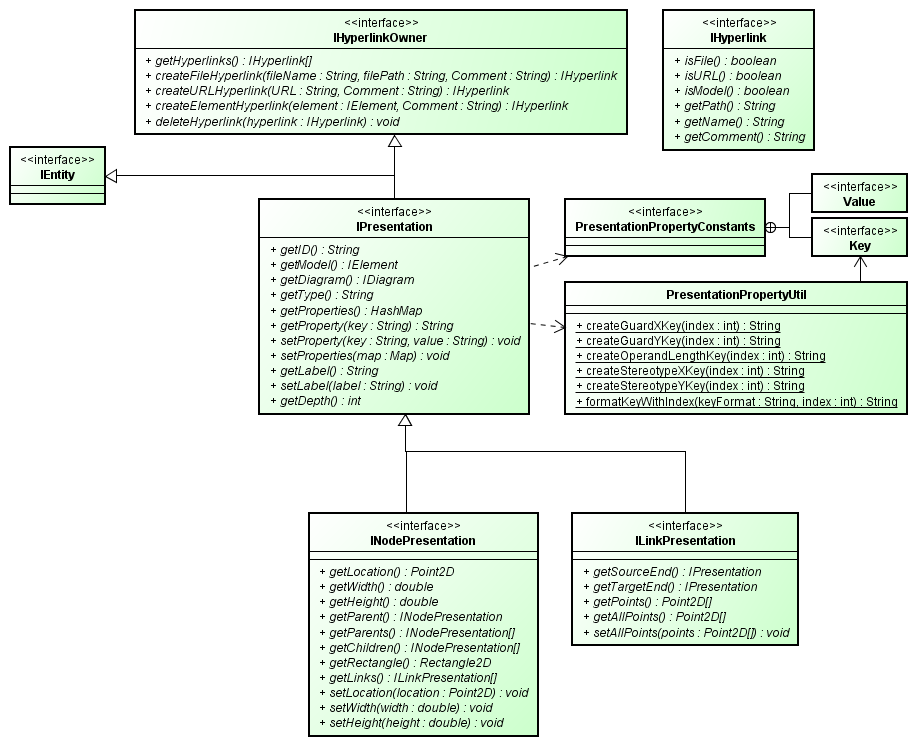 <<interface>>
IHyperlinkOwner
+ getHyperlinks() : IHyperlink[]
+ createFileHyperlink(fileName : String, filePath : String, Comment : String) : IHyperlink
+ createURLHyperlink(URL : String, Comment : String) : IHyperlink
+ createElementHyperlink(element : IElement, Comment : String) : IHyperlink
+ deleteHyperlink(hyperlink : IHyperlink) : void
<<interface>>
IHyperlink
+ isFile() : boolean
+ isURL() : boolean
+ isModel() : boolean
+ getPath() : String
+ getName() : String
+ getComment() : String
<<interface>>
IEntity
<<interface>>
IPresentation
+ getID() : String
+ getModel() : IElement
+ getDiagram() : IDiagram
+ getType() : String
+ getProperties() : HashMap
+ getProperty(key : String) : String
+ setProperty(key : String, value : String) : void
+ setProperties(map : Map) : void
+ getLabel() : String
+ setLabel(label : String) : void
+ getDepth() : int
<<interface>>
PresentationPropertyConstants
<<interface>>
Value
<<interface>>
Key
PresentationPropertyUtil
+ createGuardXKey(index : int) : String
+ createGuardYKey(index : int) : String
+ createOperandLengthKey(index : int) : String
+ createStereotypeXKey(index : int) : String
+ createStereotypeYKey(index : int) : String
+ formatKeyWithIndex(keyFormat : String, index : int) : String
<<interface>>
INodePresentation
+ getLocation() : Point2D
+ getWidth() : double
+ getHeight() : double
+ getParent() : INodePresentation
+ getParents() : INodePresentation[]
+ getChildren() : INodePresentation[]
+ getRectangle() : Rectangle2D
+ getLinks() : ILinkPresentation[]
+ setLocation(location : Point2D) : void
+ setWidth(width : double) : void
+ setHeight(height : double) : void
<<interface>>
ILinkPresentation
+ getSourceEnd() : IPresentation
+ getTargetEnd() : IPresentation
+ getPoints() : Point2D[]
+ getAllPoints() : Point2D[]
+ setAllPoints(points : Point2D[]) : void